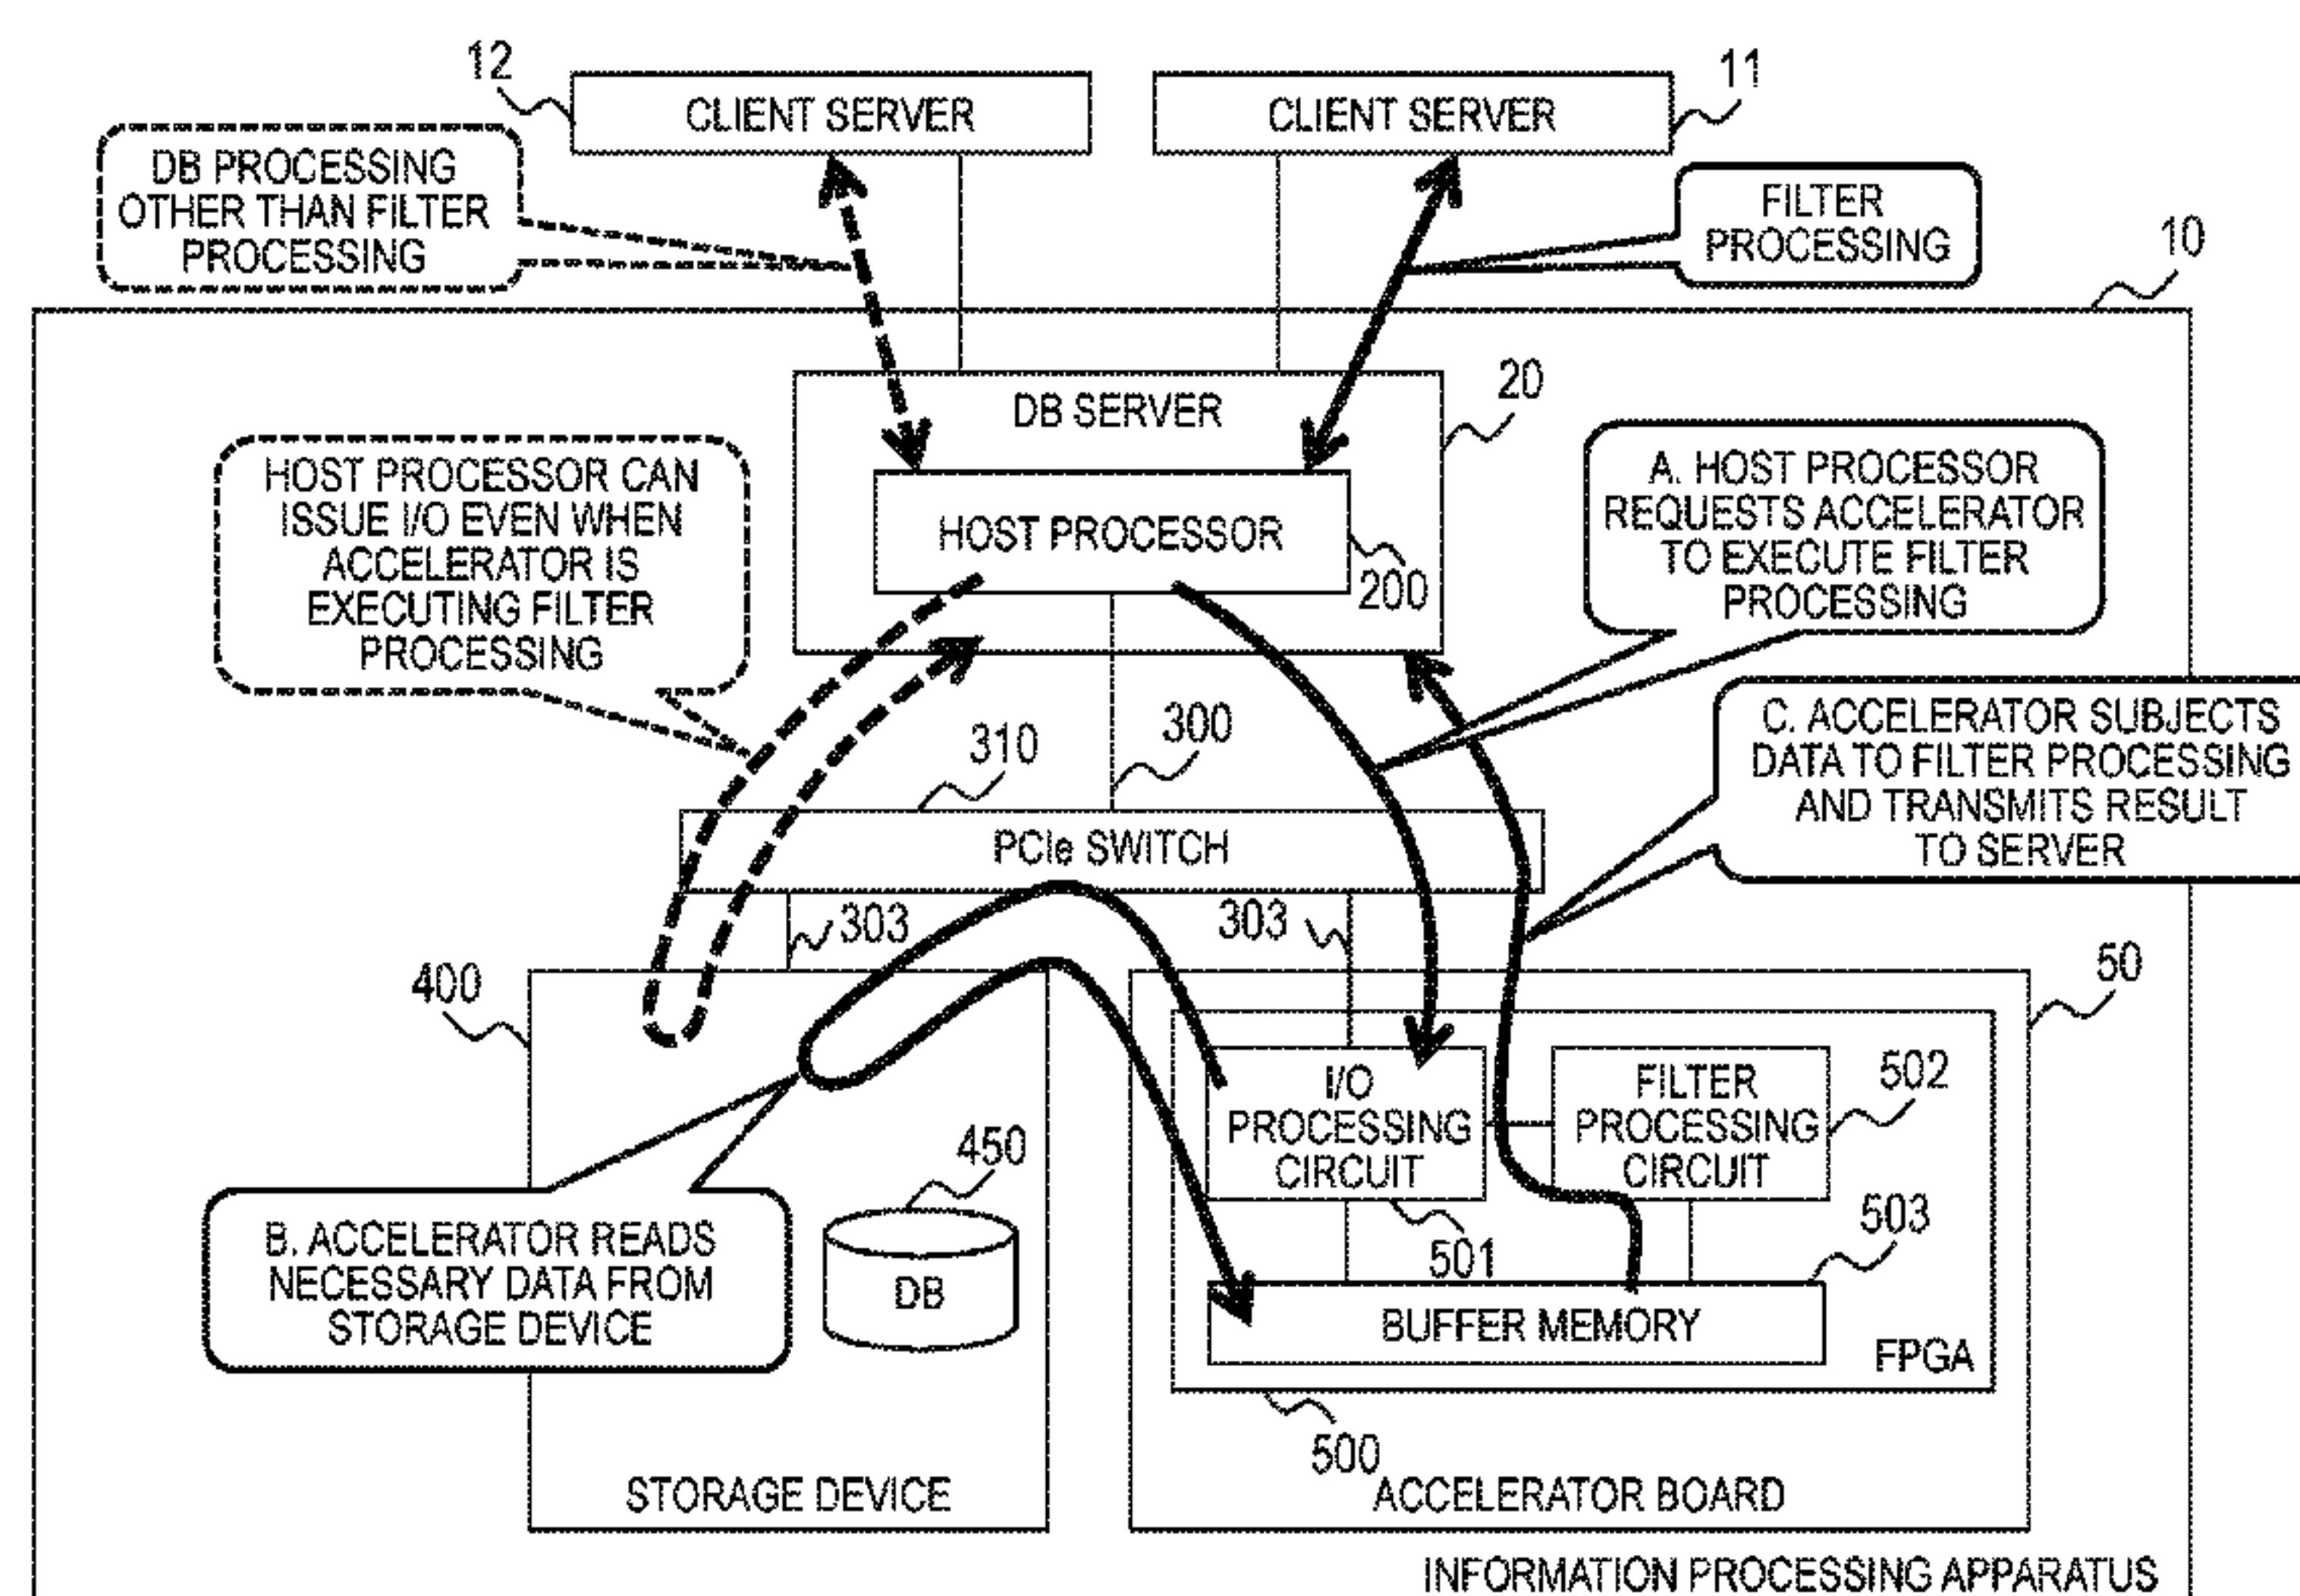 12
CLIENT SERVER
CLIENT SERVER
11
DB PROCESSING
OTHER THAN FILTER
PROCESSING
FILTER
PROCESSING
10
DB SERVER
20
HOST PROCESSOR
200
HOST PROCESSOR CAN
ISSUE I/O EVEN WHEN
ACCELERATOR IS
EXECUTING FILTER
PROCESSING
A. HOST PROCESSOR
REQUESTS ACCELERATOR
TO EXECUTE FILTER
PROCESSING
C. ACCELERATOR SUBJECTS
DATA TO FILTER PROCESSING
AND TRANSMITS RESULT
TO SERVER
310
300
PCIe SWITCH
303
303
400
50
I/O
PROCESSING
CIRCUIT
501
FILTER
PROCESSING
CIRCUIT
502
B. ACCELERATOR READS
NECESSARY DATA FROM
STORAGE DEVICE
450
DB
503
BUFFER MEMORY
FPGA
500
STORAGE DEVICE
ACCELERATOR BOARD
INFORMATION PROCESSING APPARATUS